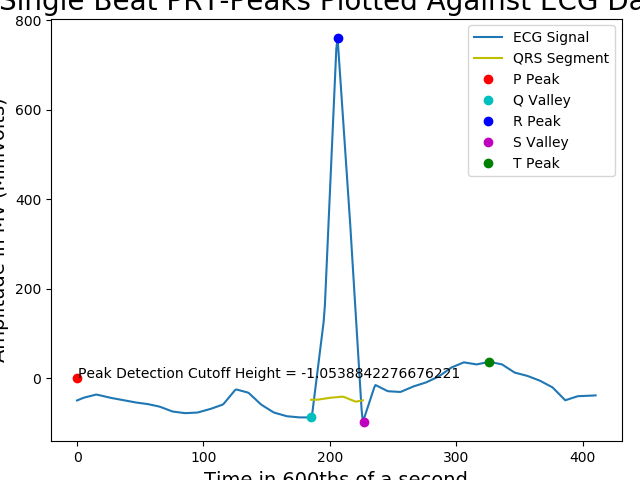 Single Beat PRT-Peaks Plotted Against ECG Da
800
600
400
200
0
Amplitude in MV (Millivolts)
ECG Signal
QRS Segment
P Peak
Q Valley
R Peak
S Valley
T Peak
Peak Detection Cutoff Height = -1.0538842276676221
0 100 200 300 400
Time in 600ths of a second